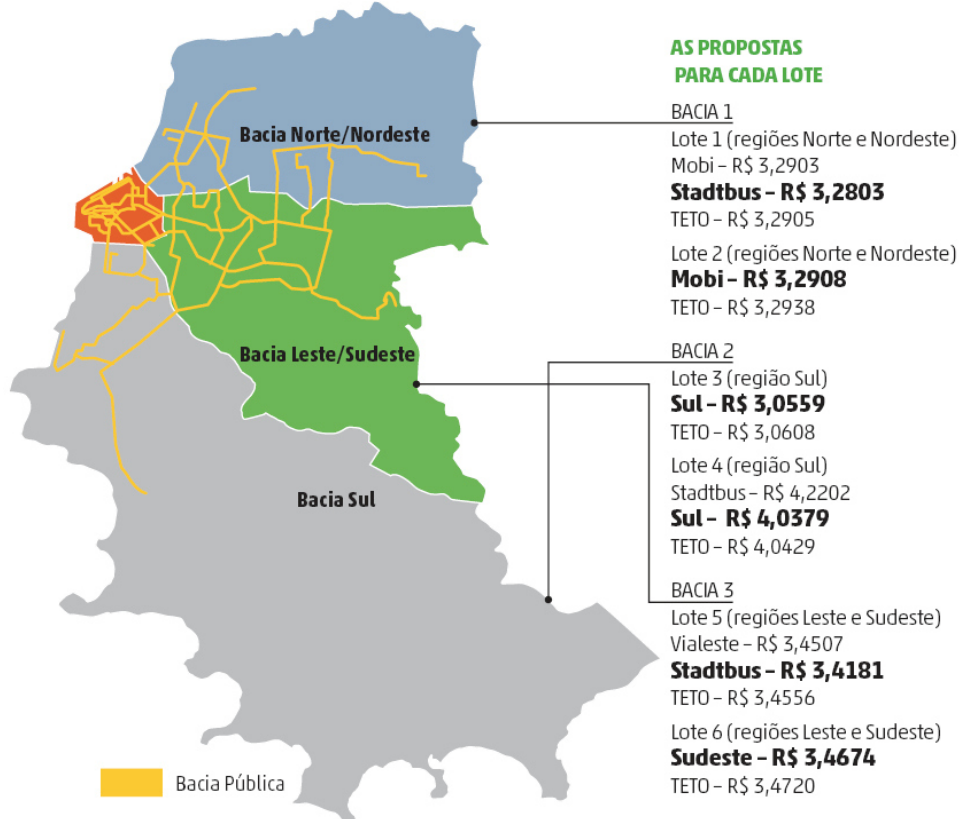 AS PROPOSTAS
PARA CADA LOTE
BACIA 1
Lote 1 (regiões Norte e Nordeste)
Mobi – R$ 3,2903
Stadtbus – R$ 3,2803
TETO – R$ 3,2905
Lote 2 (regiões Norte e Nordeste)
Mobi – R$ 3,2908
TETO – R$ 3,2938
BACIA 2
Lote 3 (região Sul)
Sul – R$ 3,0559
TETO – R$ 3,0608
Lote 4 (região Sul)
Stadtbus – R$ 4,2202
Sul – R$ 4,0379
TETO – R$ 4,0429
BACIA 3
Lote 5 (regiões Leste e Sudeste)
Vialeste – R$ 3,4507
Stadtbus – R$ 3,4181
TETO – R$ 3,4556
Lote 6 (regiões Leste e Sudeste)
Sudeste – R$ 3,4674
TETO – R$ 3,4720
Bacia Norte/Nordeste
Bacia Leste/Sudeste
Bacia Sul
Bacia Pública